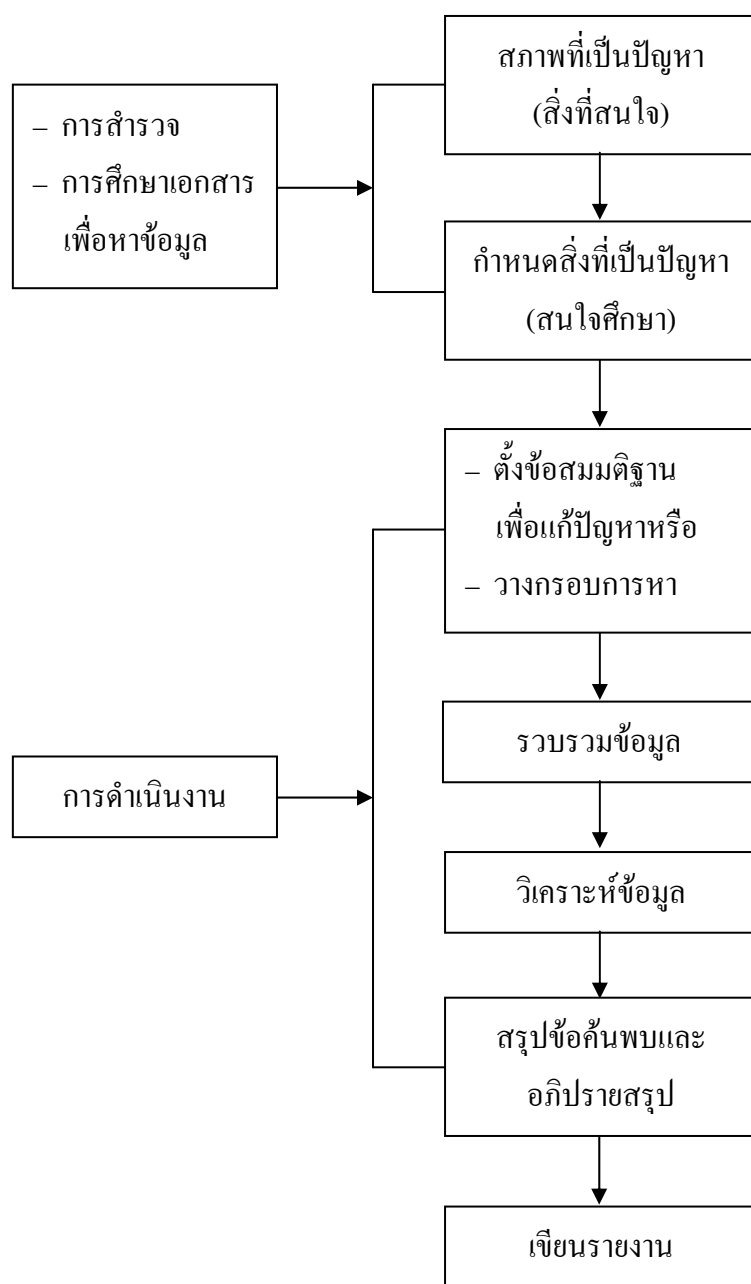 สภาพที่เป็นปัญหา
(สิ่งที่สนใจ)
– การสำรวจ
– การศึกษาเอกสาร
เพื่อหาข้อมูล
กำหนดสิ่งที่เป็นปัญหา
(สนใจศึกษา)
– ตั้งข้อสมมติฐาน
เพื่อแก้ปัญหาหรือ
– วางกรอบการหา
รวบรวมข้อมูล
การดำเนินงาน
วิเคราะห์ข้อมูล
สรุปข้อค้นพบและ
อภิปรายสรุป
เขียนรายงาน